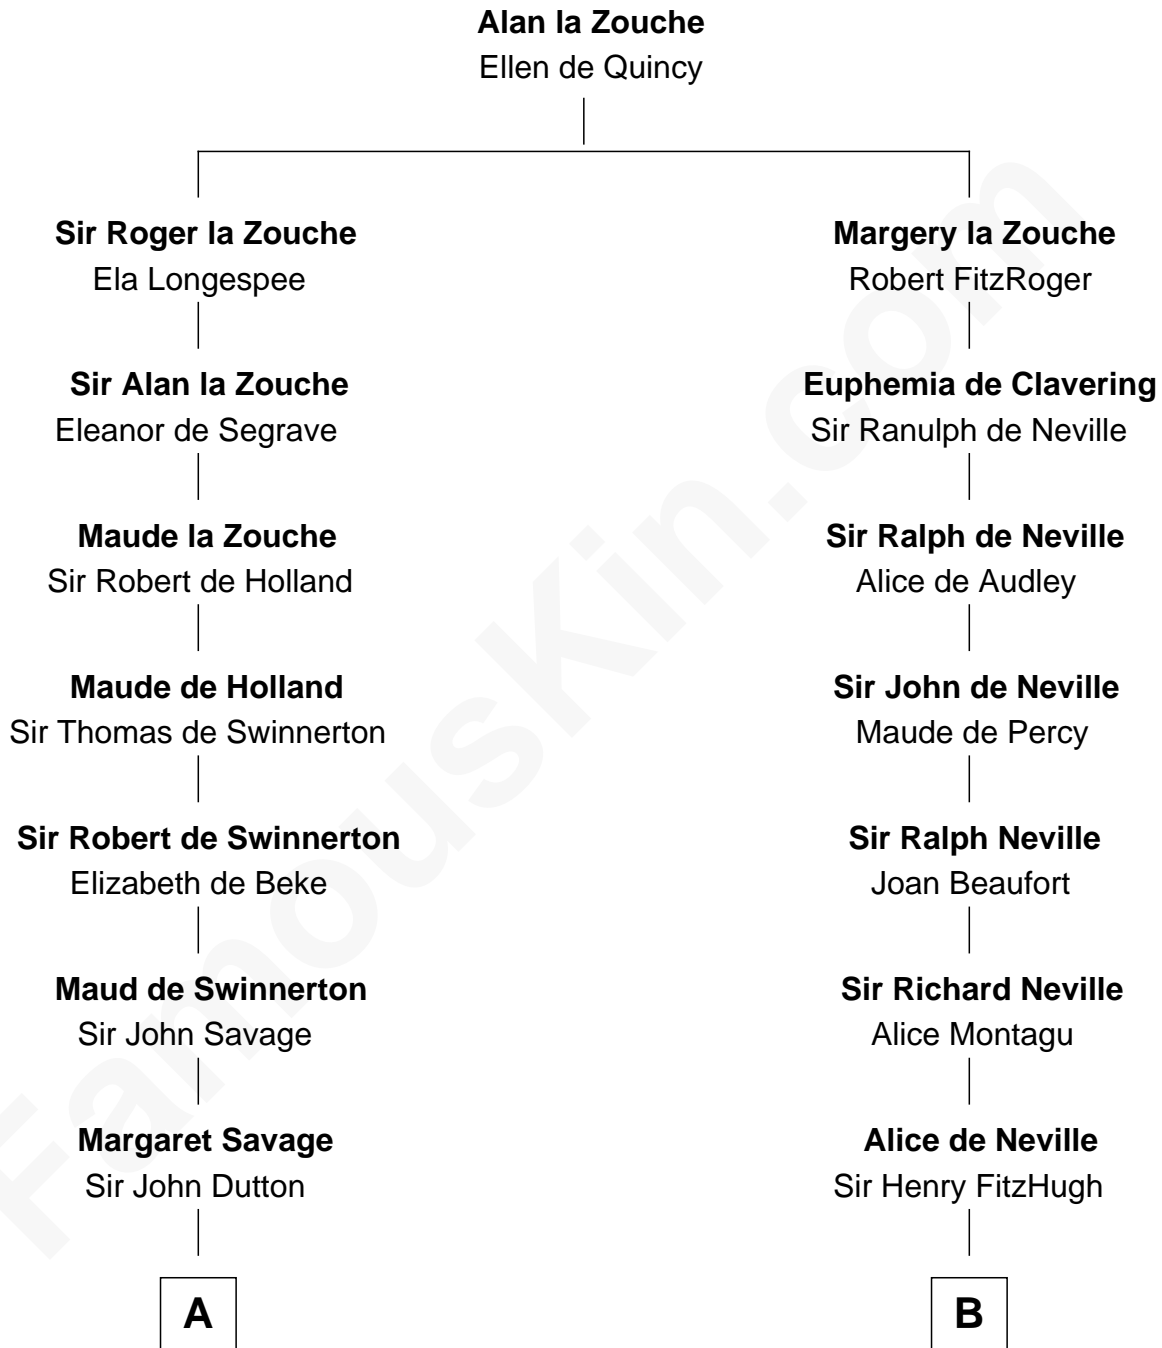 Alan la Zouche
Ellen de Quincy
Sir Roger la Zouche
Ela Longespee
Sir Alan la Zouche
Eleanor de Segrave
Maude la Zouche
Sir Robert de Holland
Maude de Holland
Sir Thomas de Swinnerton
Sir Robert de Swinnerton
Elizabeth de Beke
Maud de Swinnerton
Sir John Savage
Margaret Savage
Sir John Dutton
A
Margery la Zouche
Robert FitzRoger
Euphemia de Clavering
Sir Ranulph de Neville
Sir Ralph de Neville
Alice de Audley
Sir John de Neville
Maude de Percy
Sir Ralph Neville
Joan Beaufort
Sir Richard Neville
Alice Montagu
Alice de Neville
Sir Henry FitzHugh
B
FamousKin.com